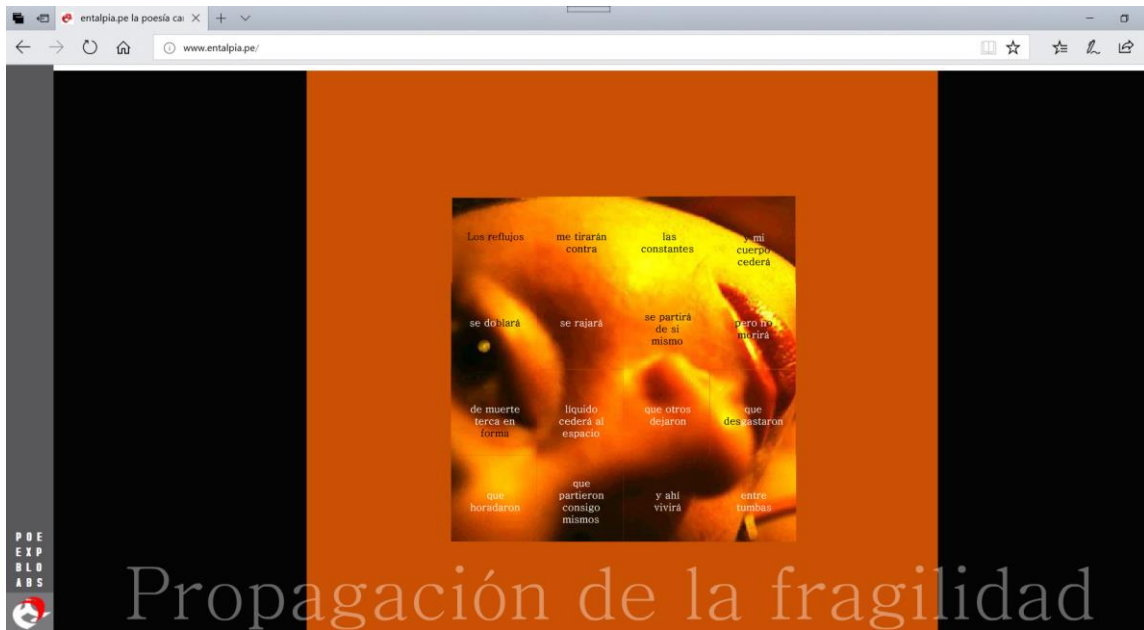 entalpia.pe la poesía ca
www.entalpia.pe/
Los reflujos
me tirarán
contra
las
constantes
y mi
cuerpo
cederá
se doblará
se rajará
se partirá
de si
mismo
pero no
morirá
de muerte
terca en
forma
líquido
cederá al
espacio
que otros
dejaron
que
desgastaron
que
horadaron
que
partieron
consigo
mismos
y ahí
vivirá
entre
tumbas
POE
EXP
BLO
ABS
Propagación de la fragilidad